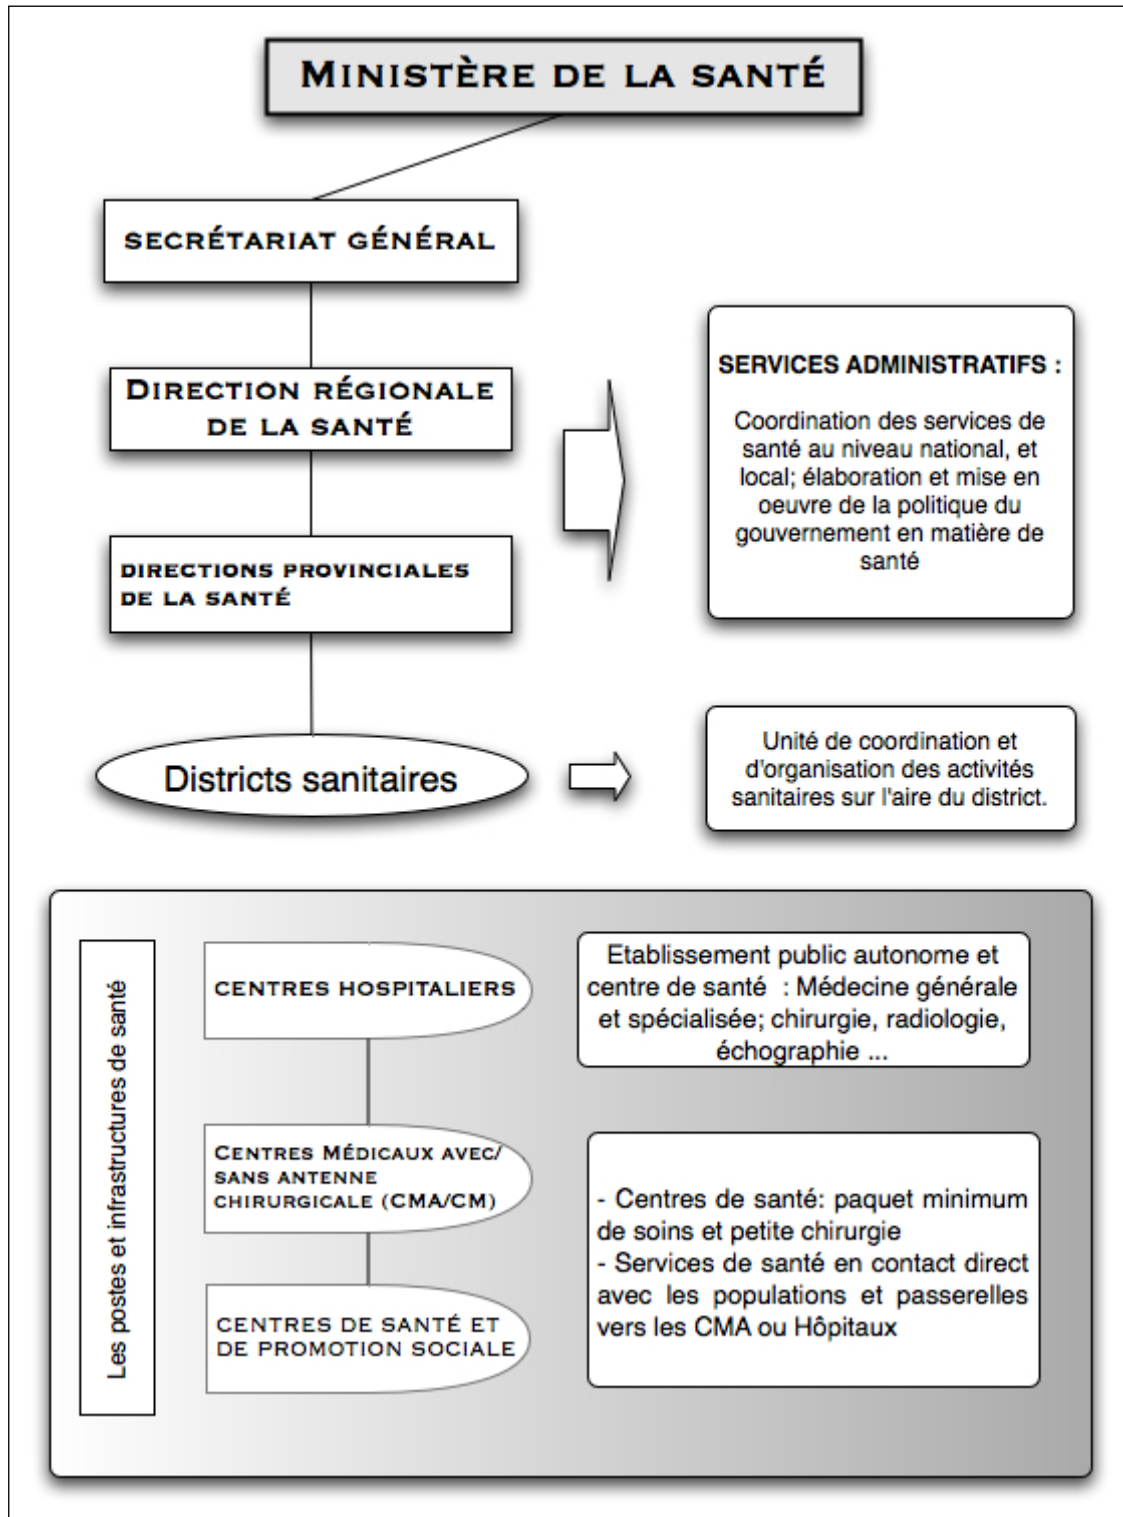 MINISTÈRE DE LA SANTÉ
SECRÉTARIAT GÉNÉRAL
DIRECTION RÉGIONALE
DE LA SANTÉ
DIRECTIONS PROVINCIALES
DE LA SANTÉ
SERVICES ADMINISTRATIFS :
Coordination des services de
santé au niveau national, et
local; élaboration et mise en
oeuvre de la politique du
gouvernement en matière de
santé
Districts sanitaires
Unité de coordination et
d'organisation des activités
sanitaires sur l'aire du district.
Les postes et infrastructures de santé
CENTRES HOSPITALIERS
Etablissement public autonome et
centre de santé : Médecine générale
et spécialisée; chirurgie, radiologie,
échographie ...
CENTRES MÉDICAUX AVEC/
SANS ANTENNE
CHIRURGICALE (CMA/CM)
CENTRES DE SANTÉ ET
DE PROMOTION SOCIALE
- Centres de santé: paquet minimum
de soins et petite chirurgie
- Services de santé en contact direct
avec les populations et passerelles
vers les CMA ou Hôpitaux